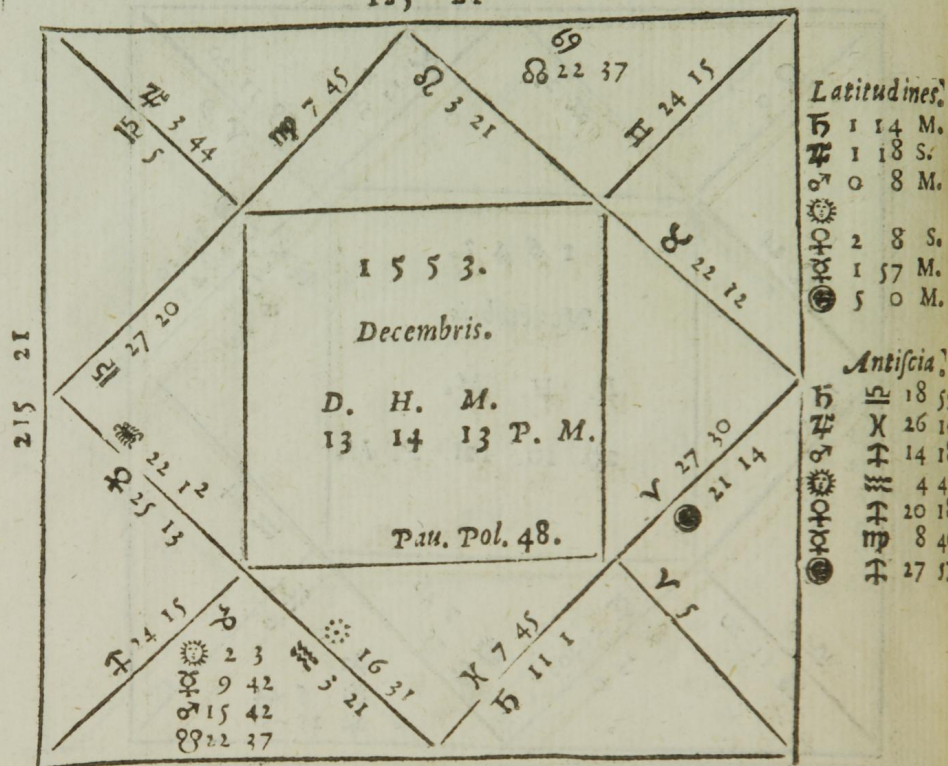 69
☊ 22 37
♃ 3 44
♎ 5
♍ 7 45
♌ 3 21
♊ 24 15
♉ 22 12
♎ 27 20
215 21
22 12
♀ 25 13
♐ 24 15
♑
☉ 2 3
☿ 9 42
♂ 15 42
☋ 22 37
16 31
♒ 3 21
♓ 7 45
♄ 11 1
♈ 27 30
21 14
♈ 5
1553.
Decembris.
D. H. M.
13 14 13 P. M.
Pau. Pol. 48.
Latitudines.
♄ 1 14 M.
♃ 1 18 S.
♂ 0 8 M.
☉
♀ 2 8 S.
☿ 1 57 M.
☽ 5 0 M.
Antiſcia.
♄ ♎ 18
♃ ♓ 26
♂ ♐ 14
☉ ♒ 4
♀ ♐ 20
☿ ♍ 8
☽ ♐ 27